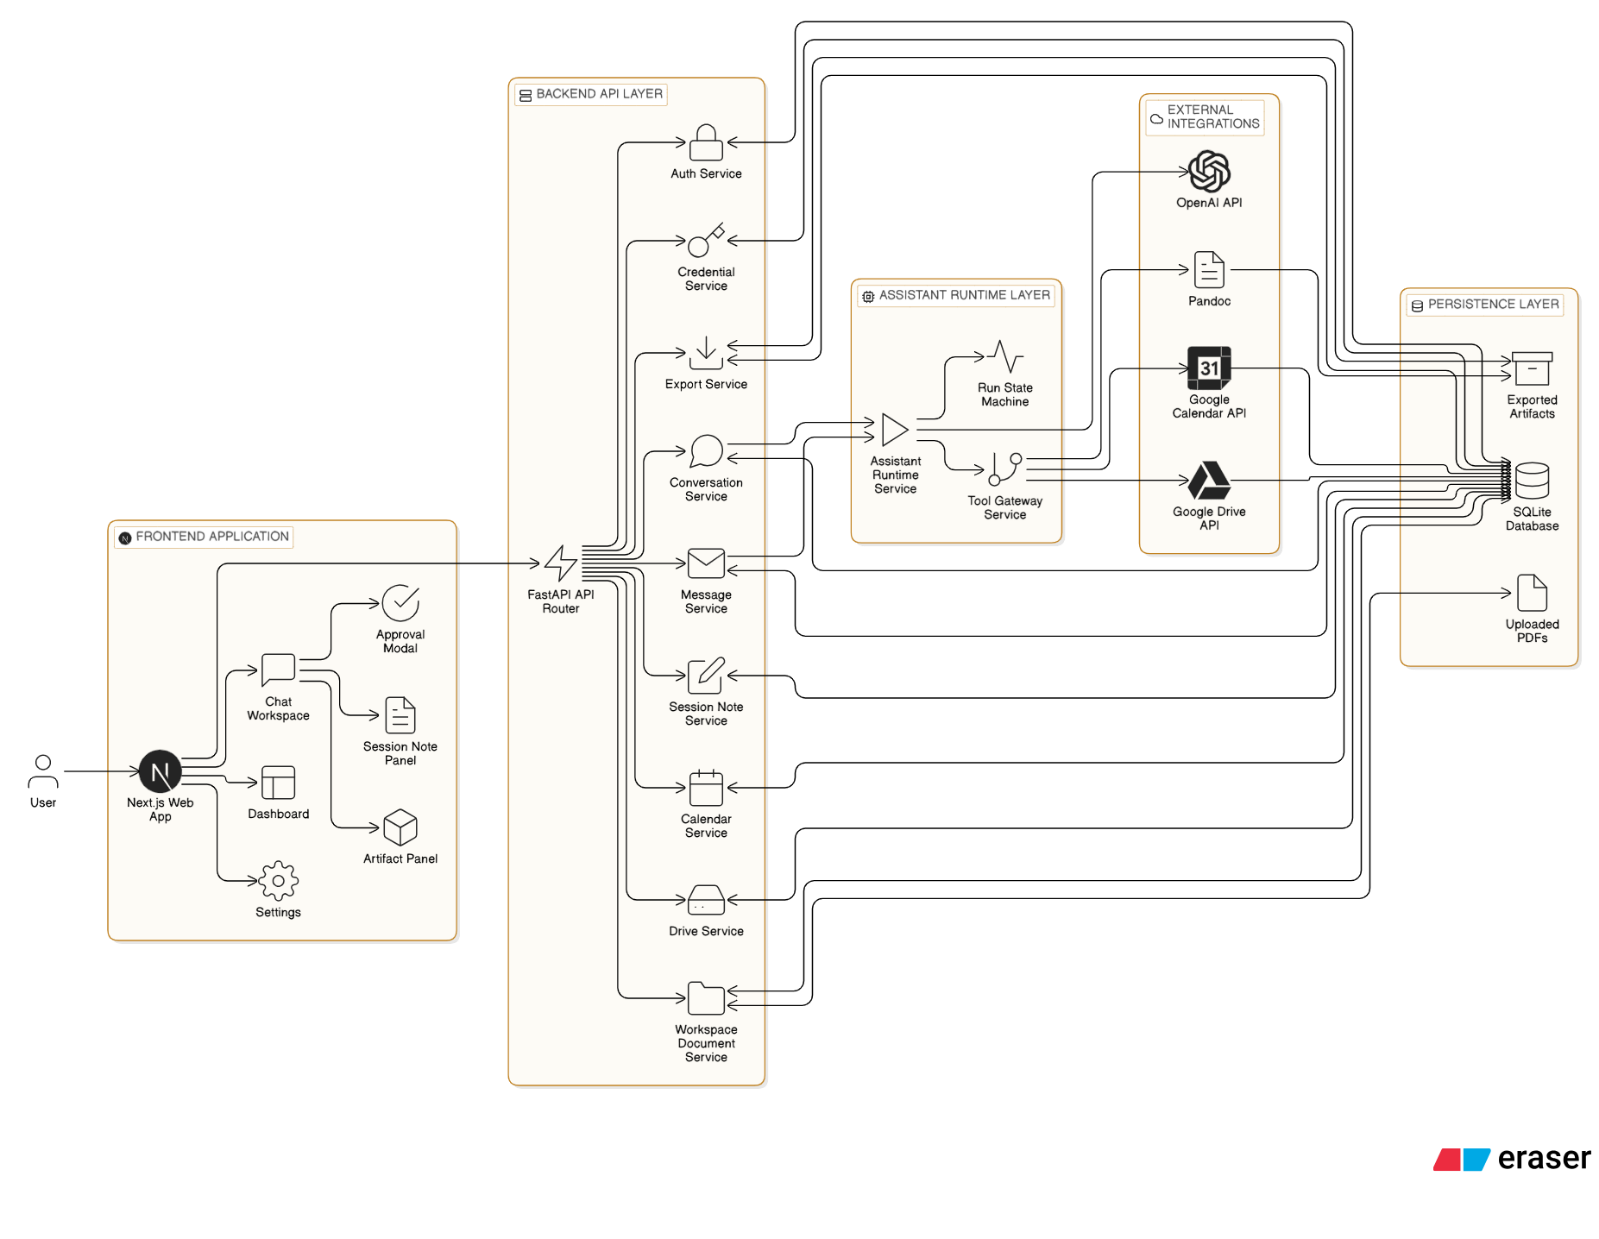 BACKEND API LAYER
Auth Service
Credential
Service
Export Service
Conversation
Service
FastAPI API
Router
Message
Service
Session Note
Service
Calendar
Service
Drive Service
Workspace
Document
Service
EXTERNAL
INTEGRATIONS
OpenAI API
Pandoc
31
Google
Calendar API
Google Drive
API
ASSISTANT RUNTIME LAYER
Run State
Machine
Assistant
Runtime
Service
Tool Gateway
Service
PERSISTENCE LAYER
Exported
Artifacts
SQLite
Database
Uploaded
PDFs
N
FRONTEND APPLICATION
Approval
Modal
Chat
Workspace
Session Note
Panel
User
N
Next.js Web
App
Dashboard
Artifact Panel
Settings
eraser